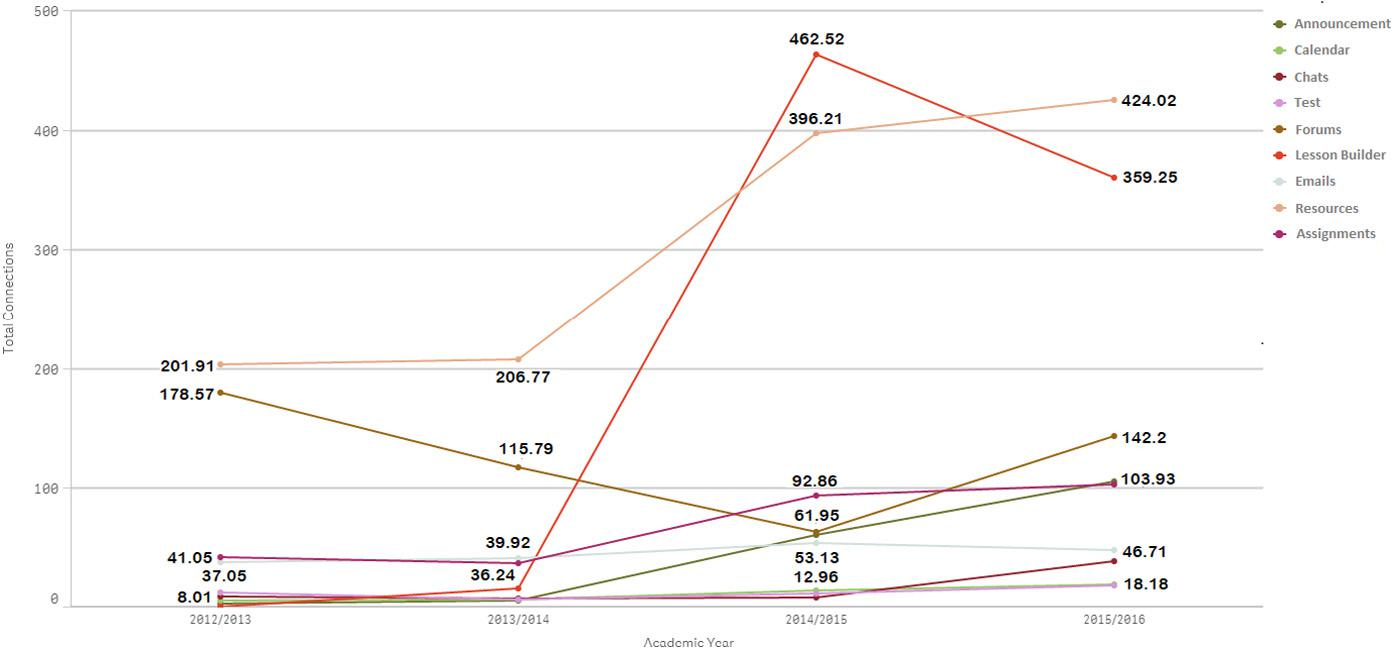 500
400
300
200
100
0
Total Connections
201.91
178.57
41.05
37.05
8.01
206.77
115.79
39.92
36.24
462.52
396.21
92.86
61.95
53.13
12.96
424.02
359.25
142.2
103.93
46.71
18.18
2012/2013
2013/2014
2014/2015
2015/2016
Academic Year
Announcement
Calendar
Chats
Test
Forums
Lesson Builder
Emails
Resources
Assignments